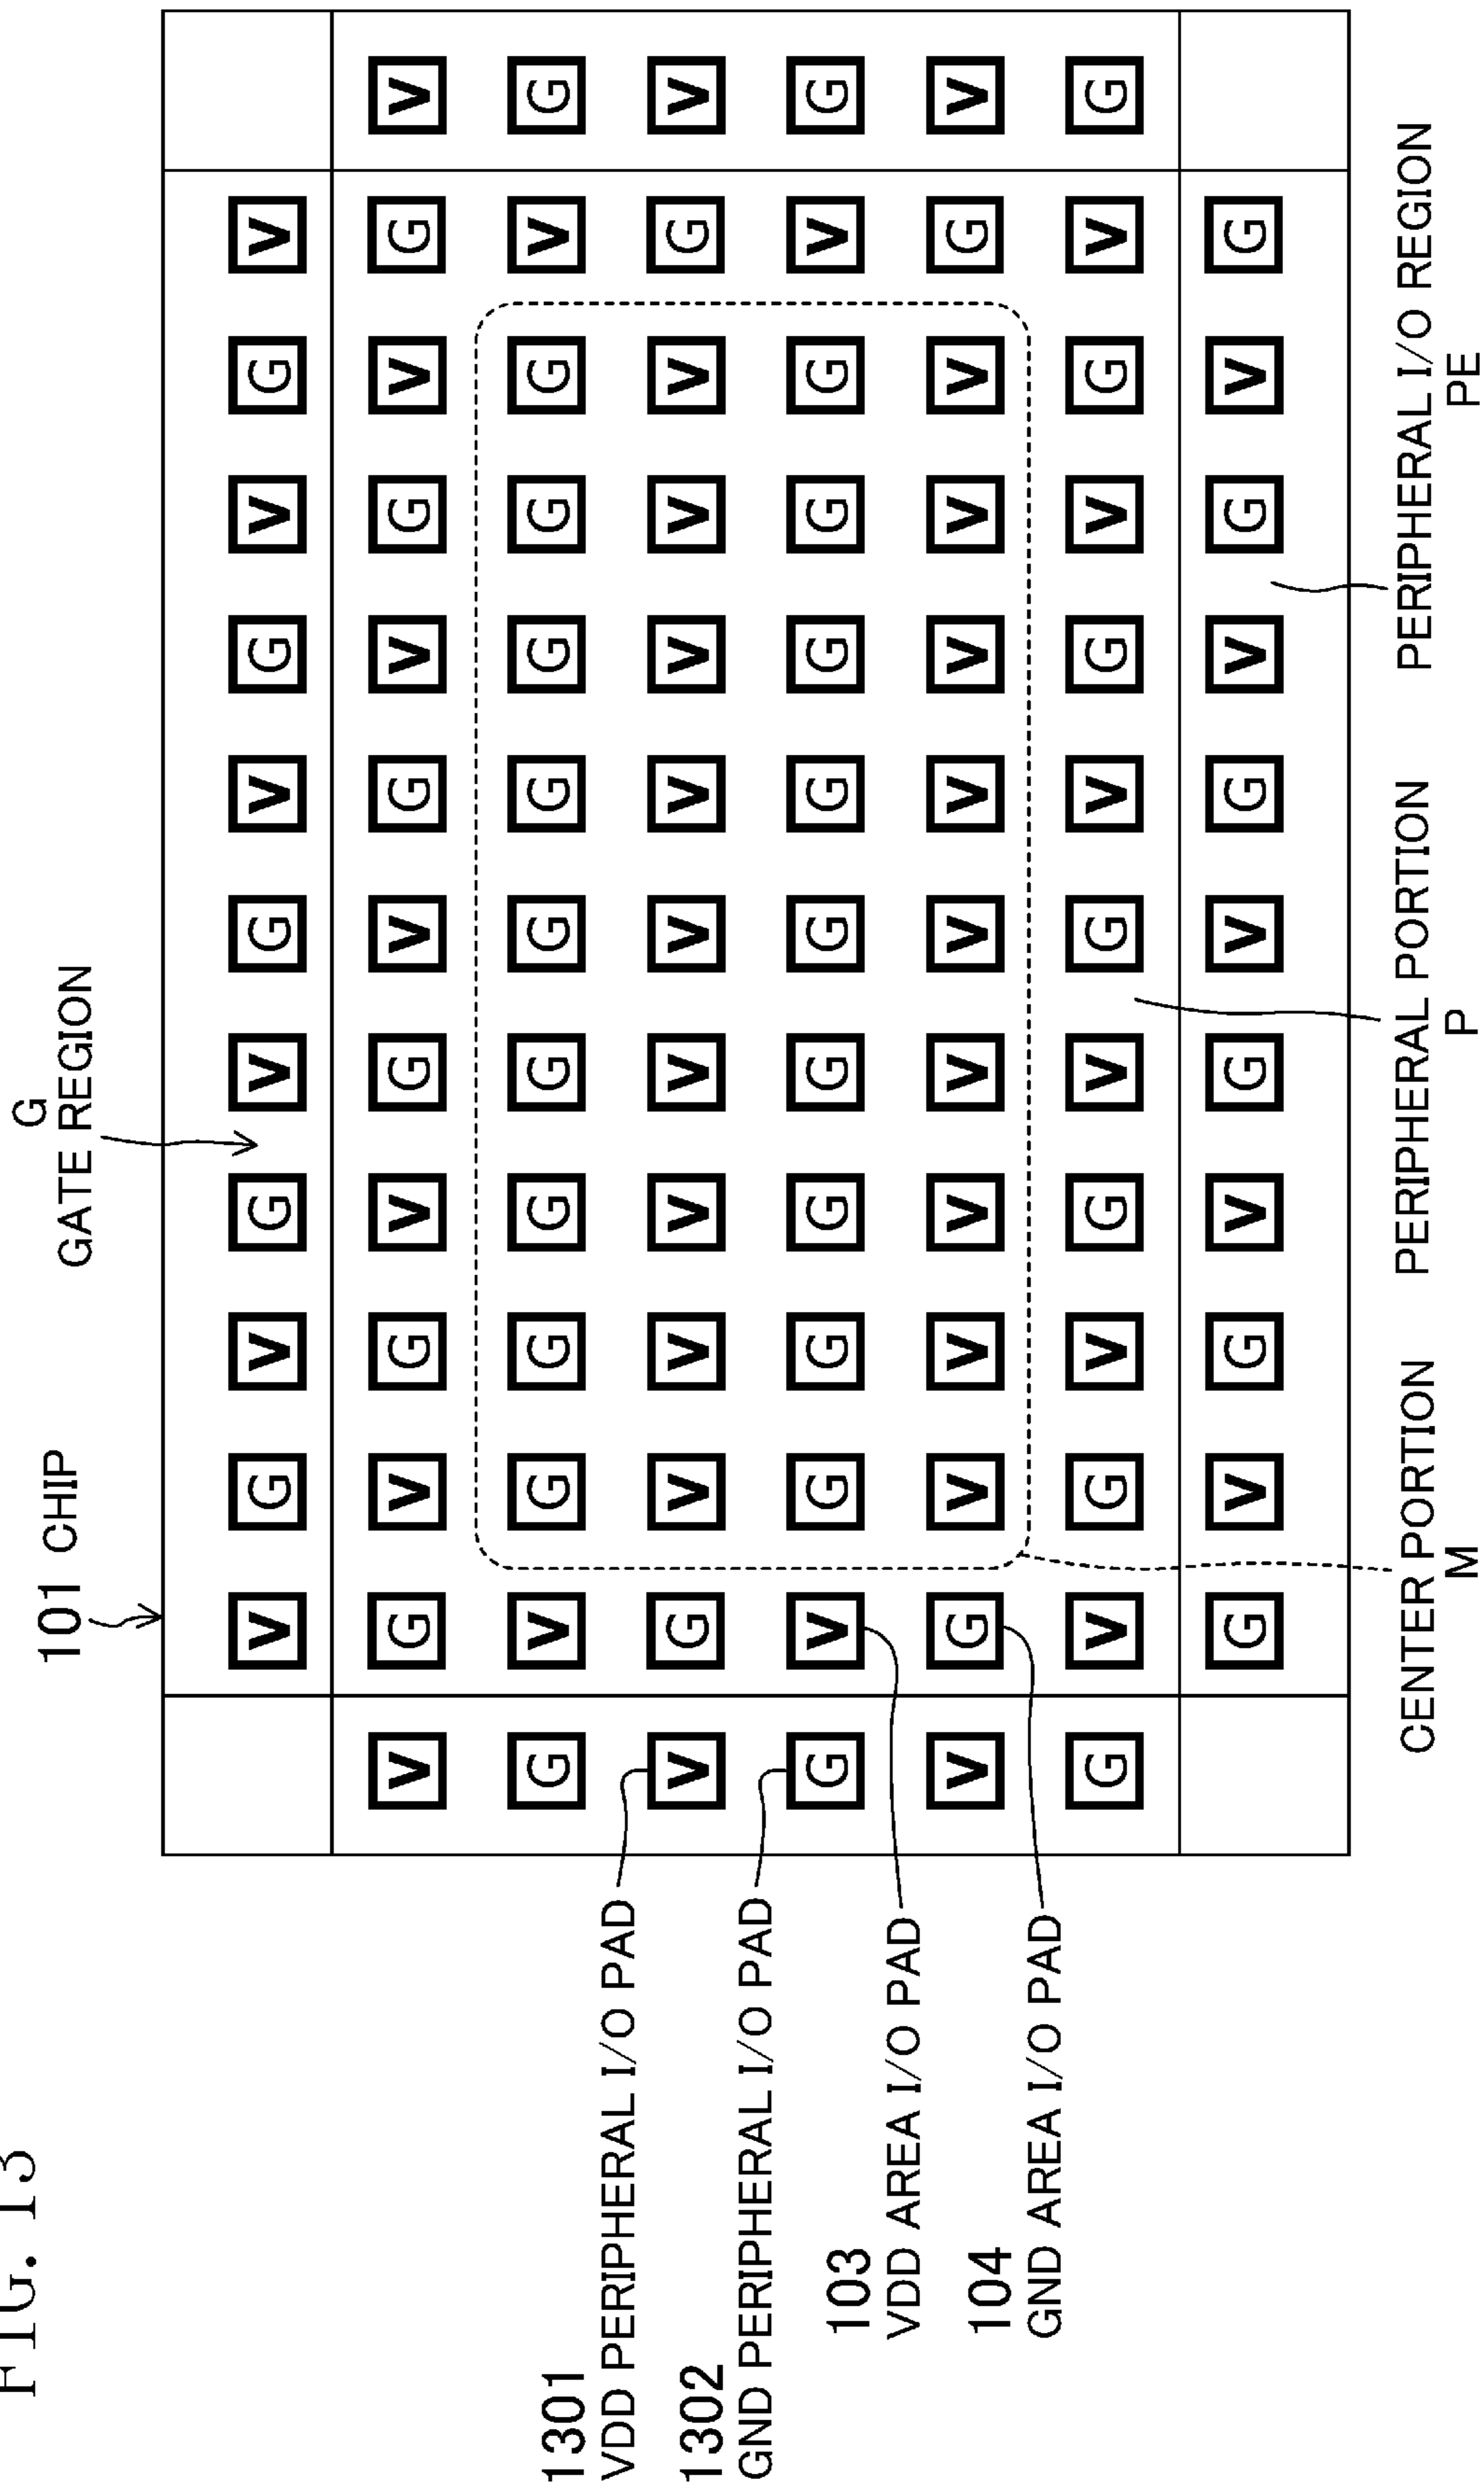 FIG. 13
101 CHIP
G
GATE REGION
V G V G V G V G V G V
V G V G V G V G V G V G V
G V G G G G G G G G G V G
V G V V V V V V V V V G V
G V G G G G G G G G G V G
V G V V V V V V V V V G V
G V G V G V G V G V G V G
G V G V G V G V G V G
1301
VDD PERIPHERAL I/O PAD
1302
GND PERIPHERAL I/O PAD
103
VDD AREA I/O PAD
104
GND AREA I/O PAD
CENTER PORTION
M
PERIPHERAL PORTION
P
PERIPHERAL I/O REGION
PE